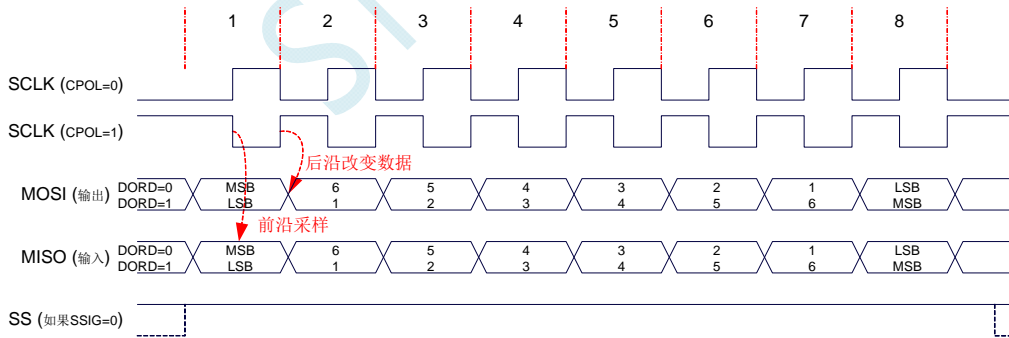 1 2 3 4 5 6 7 8
SCLK (CPOL=0)
SCLK (CPOL=1)
后沿改变数据
MOSI (输出) DORD=0 MSB 6 5 4 3 2 1 LSB
DORD=1 LSB 1 2 3 4 5 6 MSB
前沿采样
MISO (输入) DORD=0 MSB 6 5 4 3 2 1 LSB
DORD=1 LSB 1 2 3 4 5 6 MSB
SS (如果SSIG=0)